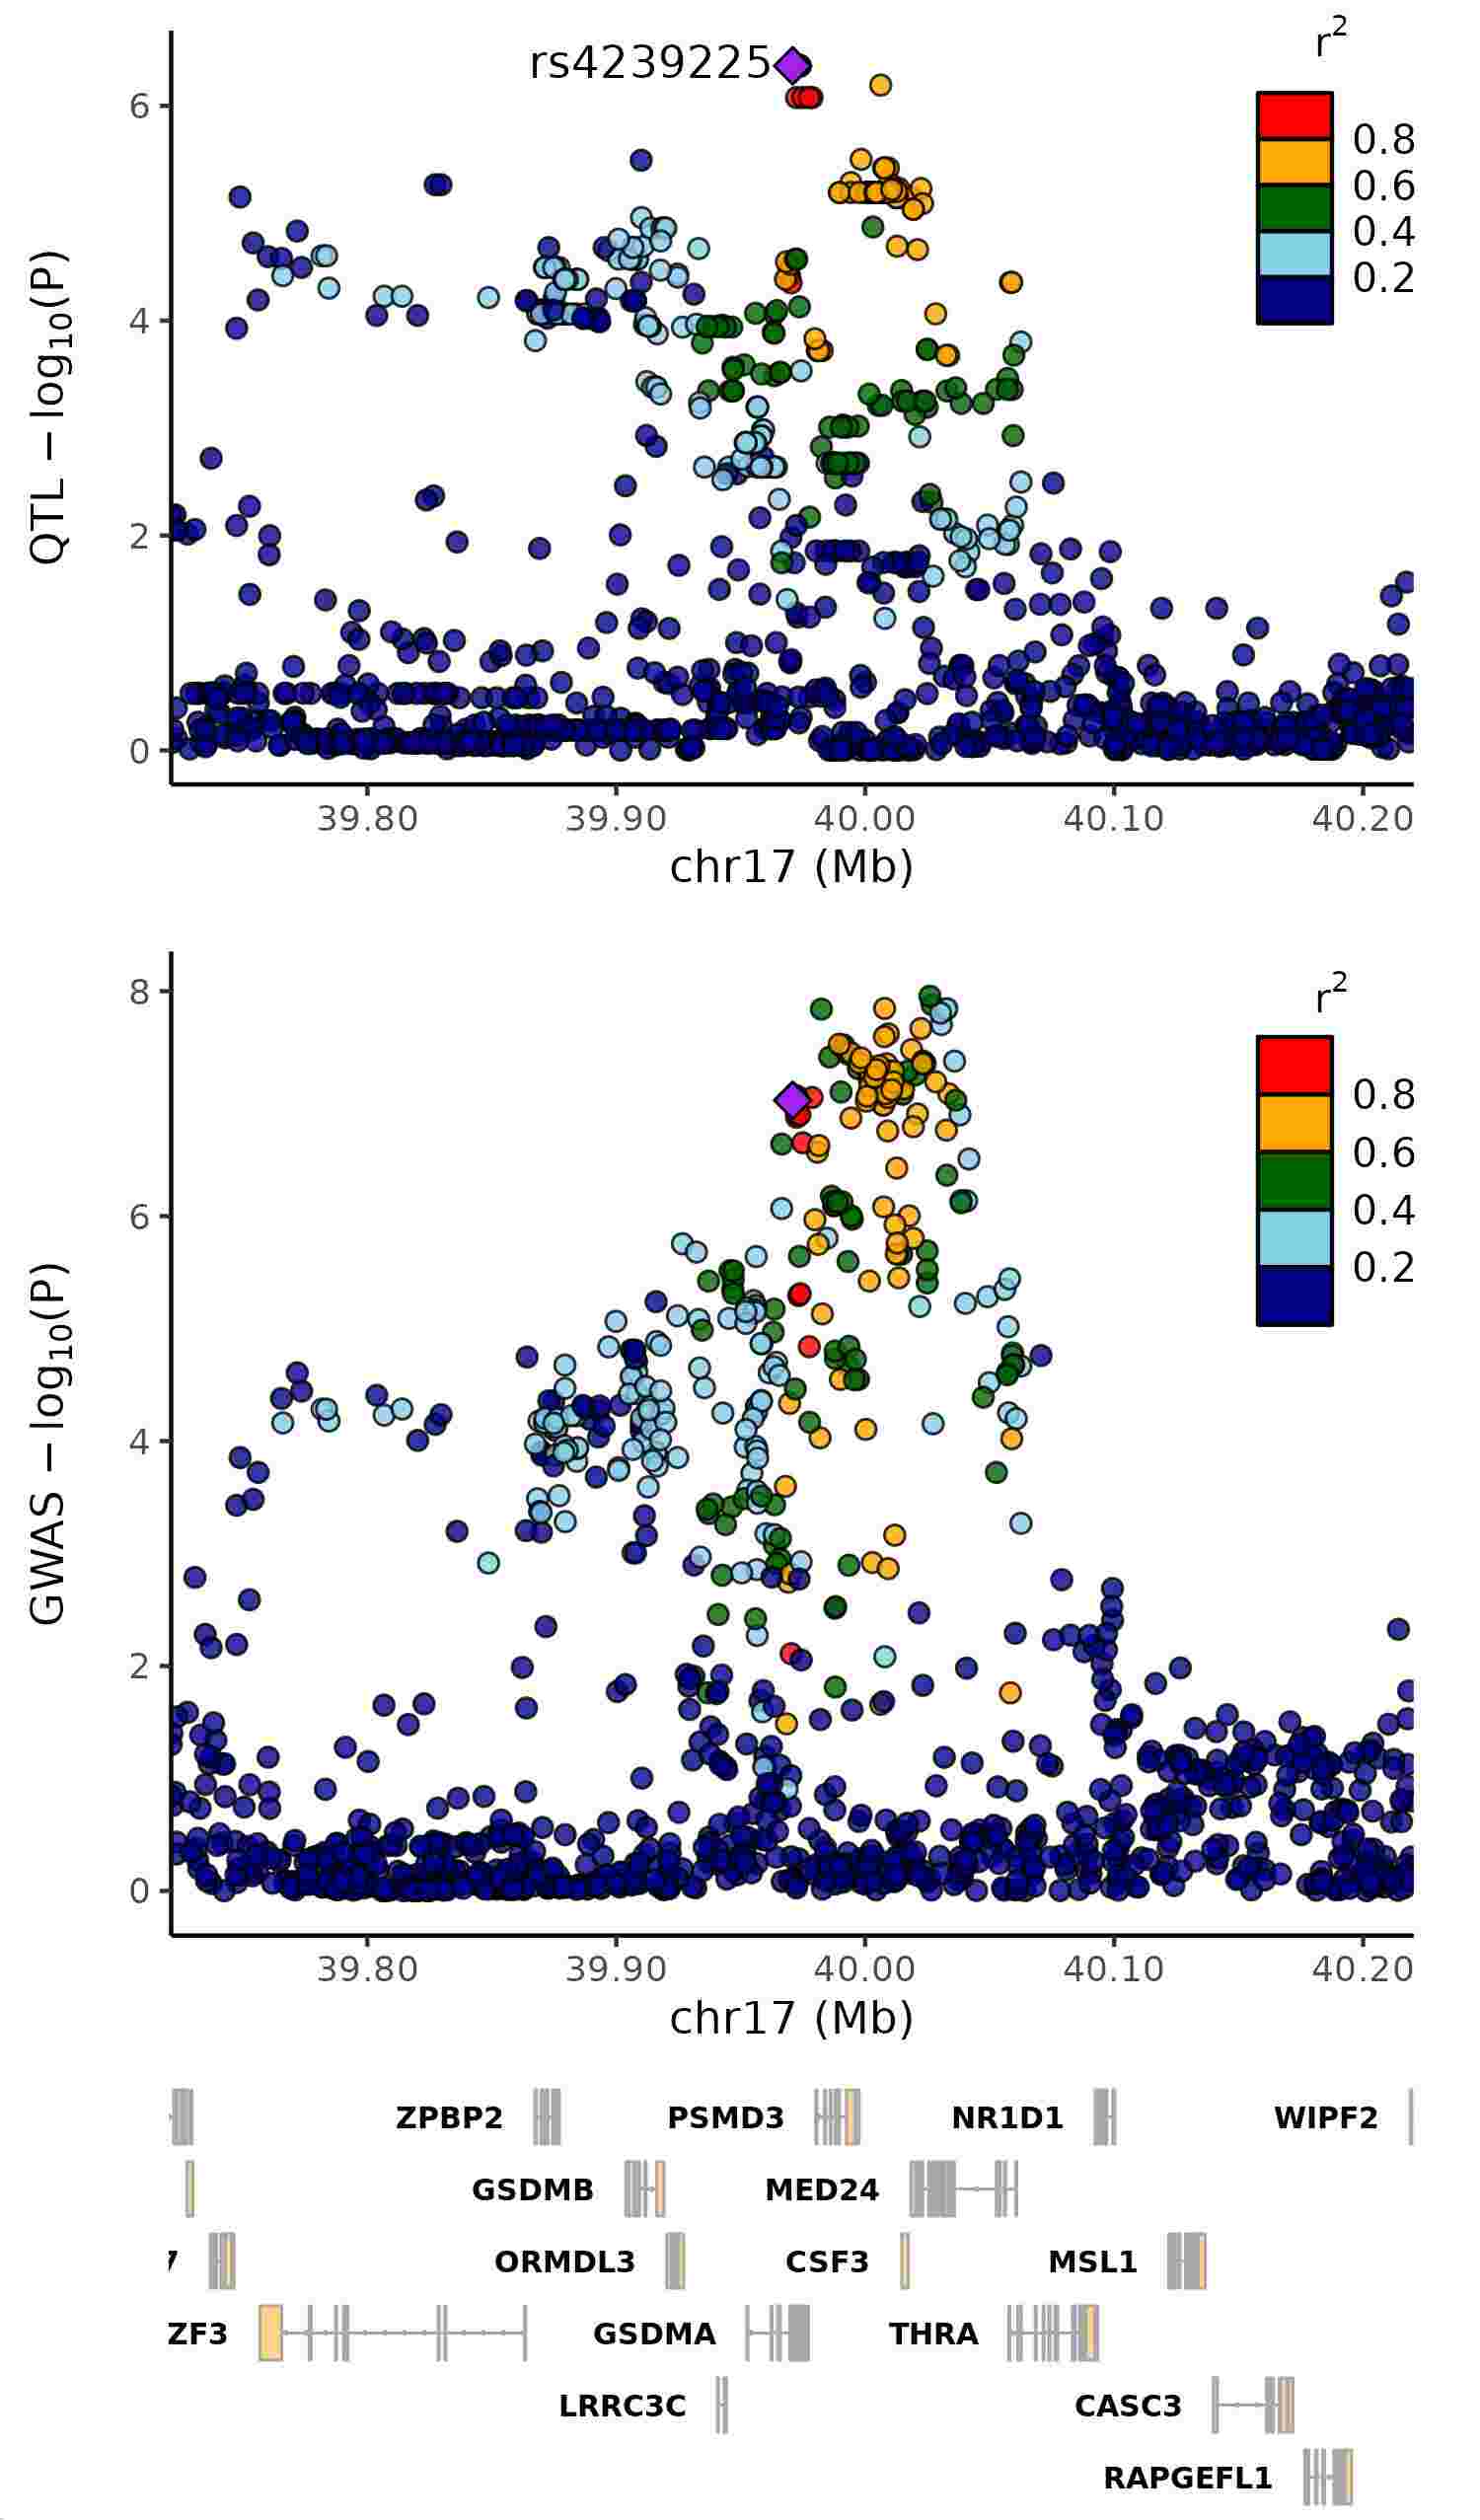 r2
rs4239225
6
4
2
0
0.8
0.6
0.4
0.2
QTL − log10(P)
39.80 39.90 40.00 40.10 40.20
chr17 (Mb)
r2
8
6
4
2
0
0.8
0.6
0.4
0.2
GWAS − log10(P)
39.80 39.90 40.00 40.10 40.20
chr17 (Mb)
ZPBP2 PSMD3 NR1D1 WIPF2
GSDMB MED24
7 ORMDL3 CSF3 MSL1
ZF3 GSDMA THRA
LRRC3C CASC3
RAPGEFL1